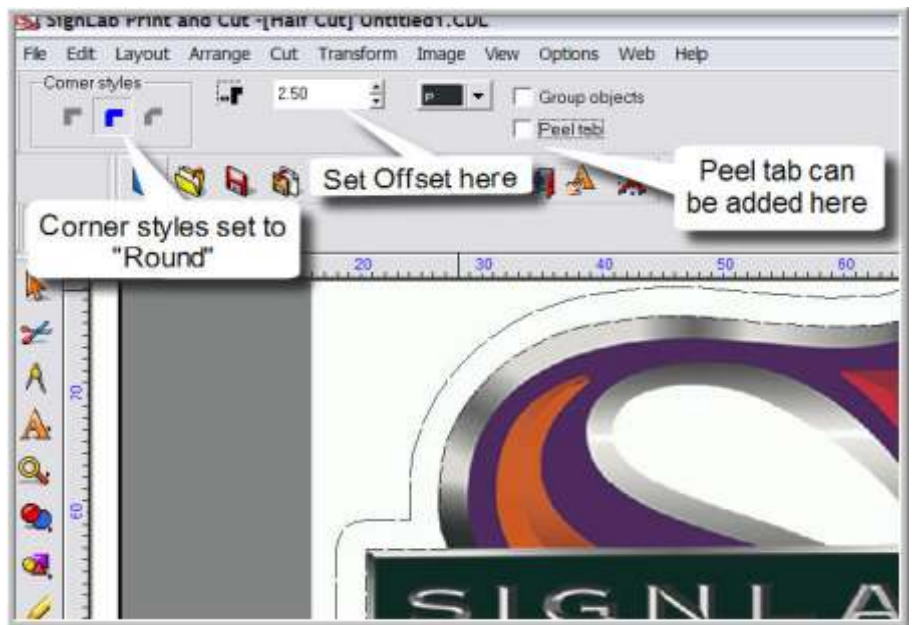 SignLab Print and Cut -[Half Cut] Untitled1.CDL
File Edit Layout Arrange Cut Transform Image View Options Web Help
Corner styles
2.50
P
Group objects
Peel tab
Set Offset here
Peel tab can
be added here
Corner styles set to
"Round"
20 30 40 50 60
70
60
SIGNLA